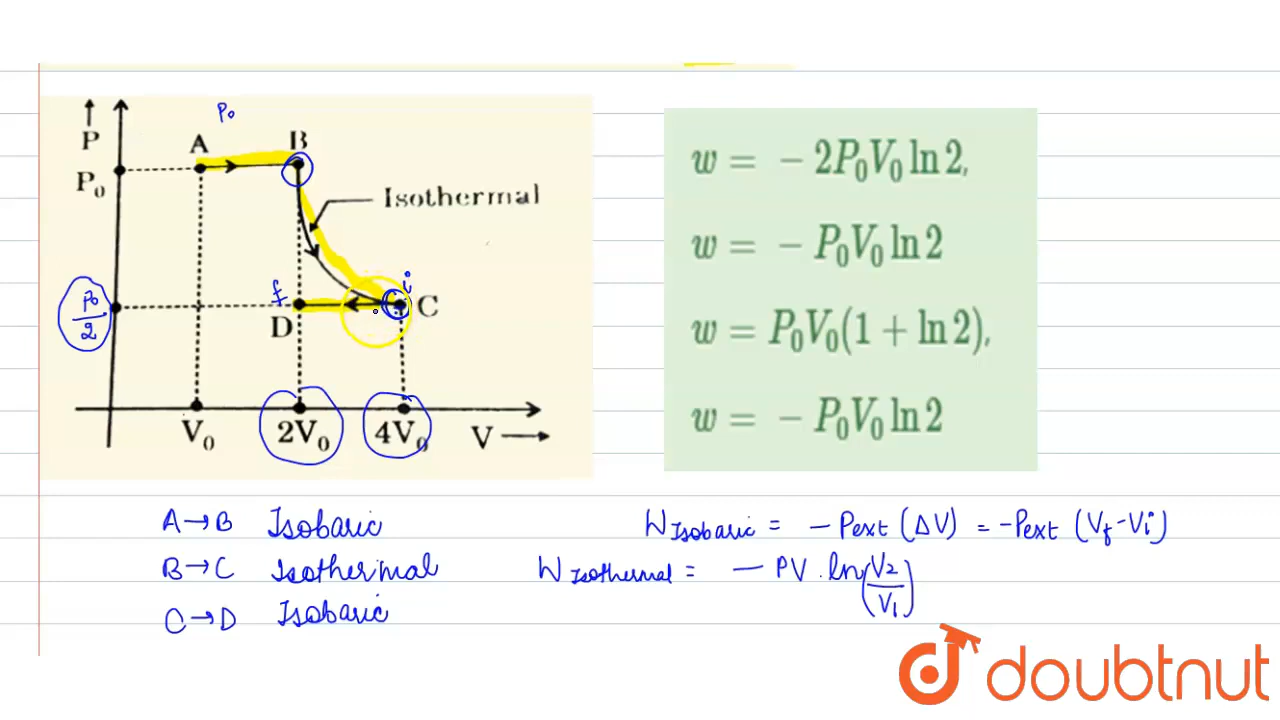 P₀
↑
P
A
B
P₀
Isothermal
i
f
P₀/2
D
C
V₀
2V₀
4V₀
V →
w = − 2P₀V₀ ln 2,
w = − P₀V₀ ln 2
w = P₀V₀(1 + ln 2),
w = − P₀V₀ ln 2
A→B Isobaric
W Isobaric = − Pext (ΔV) = −Pext (Vf−Vi)
B→C Isothermal
W Isothermal = − PV . ln(V2/V1)
C→D Isobaric
doubtnut